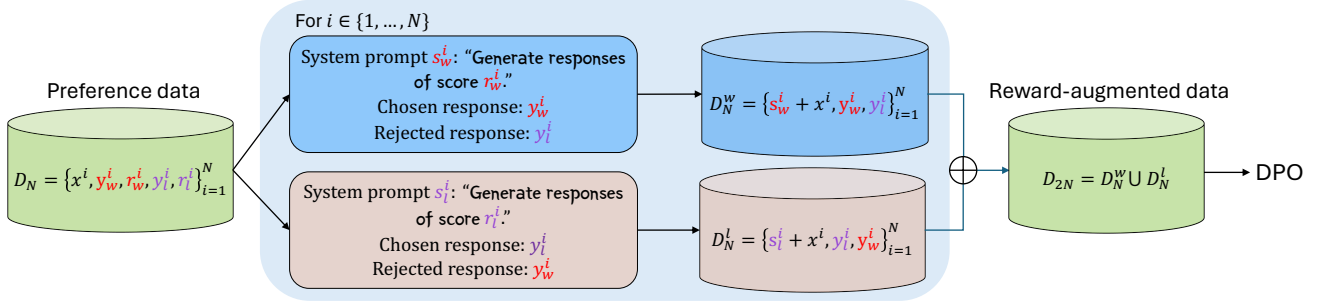 For i ∈ {1, … , N}
Preference data
D_N = {x^i, y_w^i, r_w^i, y_l^i, r_l^i}_{i=1}^N
System prompt s_w^i: “Generate responses
of score r_w^i.”
Chosen response: y_w^i
Rejected response: y_l^i
System prompt s_l^i: “Generate responses
of score r_l^i.”
Chosen response: y_l^i
Rejected response: y_w^i
D_N^w = {s_w^i + x^i, y_w^i, y_l^i}_{i=1}^N
D_N^l = {s_l^i + x^i, y_l^i, y_w^i}_{i=1}^N
Reward-augmented data
D_{2N} = D_N^w ∪ D_N^l
DPO